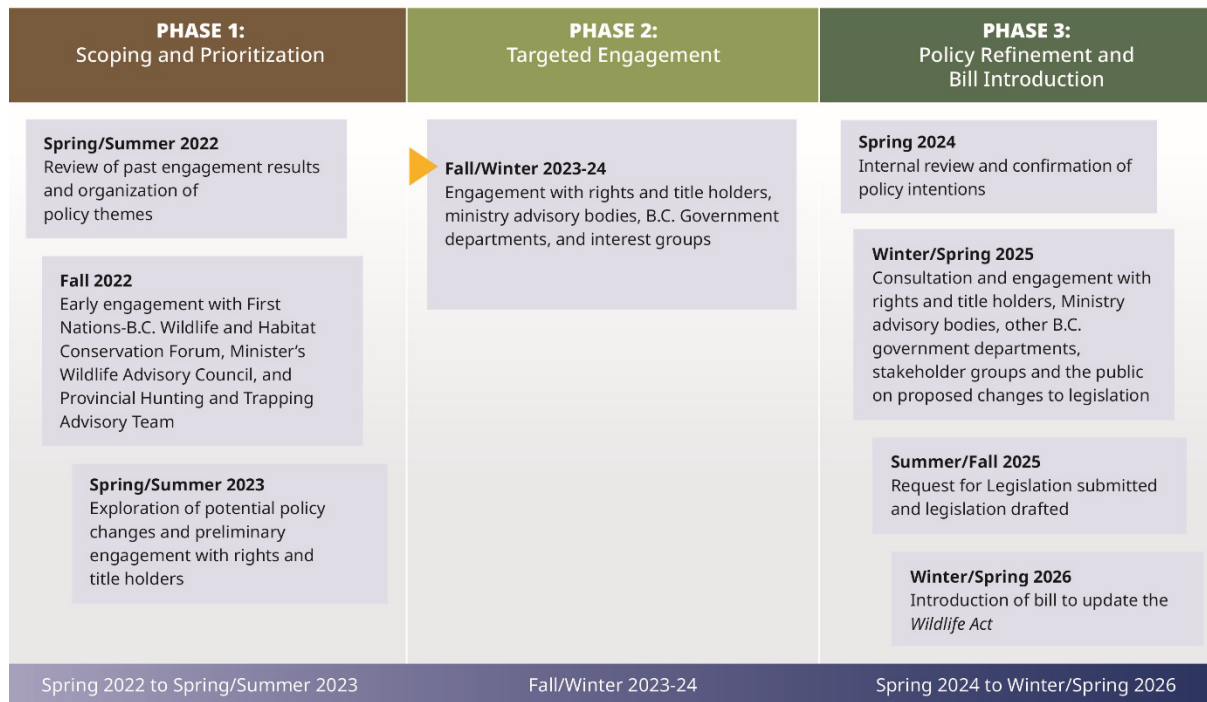 PHASE 1:
Scoping and Prioritization
Spring/Summer 2022
Review of past engagement results
and organization of
policy themes
Fall 2022
Early engagement with First
Nations-B.C. Wildlife and Habitat
Conservation Forum, Minister’s
Wildlife Advisory Council, and
Provincial Hunting and Trapping
Advisory Team
Spring/Summer 2023
Exploration of potential policy
changes and preliminary
engagement with rights and
title holders
Spring 2022 to Spring/Summer 2023
PHASE 2:
Targeted Engagement
Fall/Winter 2023-24
Engagement with rights and title holders,
ministry advisory bodies, B.C. Government
departments, and interest groups
Fall/Winter 2023-24
PHASE 3:
Policy Refinement and
Bill Introduction
Spring 2024
Internal review and confirmation of
policy intentions
Winter/Spring 2025
Consultation and engagement with
rights and title holders, Ministry
advisory bodies, other B.C.
government departments,
stakeholder groups and the public
on proposed changes to legislation
Summer/Fall 2025
Request for Legislation submitted
and legislation drafted
Winter/Spring 2026
Introduction of bill to update the
Wildlife Act
Spring 2024 to Winter/Spring 2026